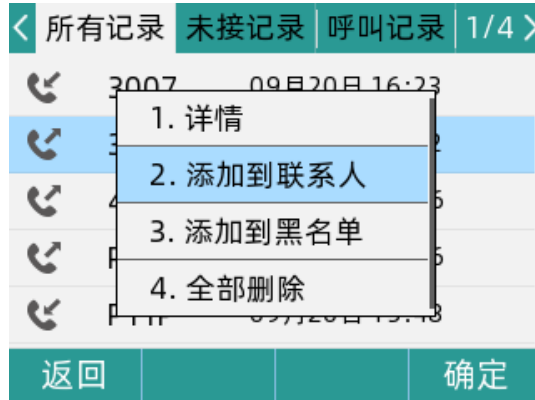 所有记录 未接记录 呼叫记录 1/4
3007 09月20日 16:23
1. 详情
2. 添加到联系人
3. 添加到黑名单
4. 全部删除
返回 确定